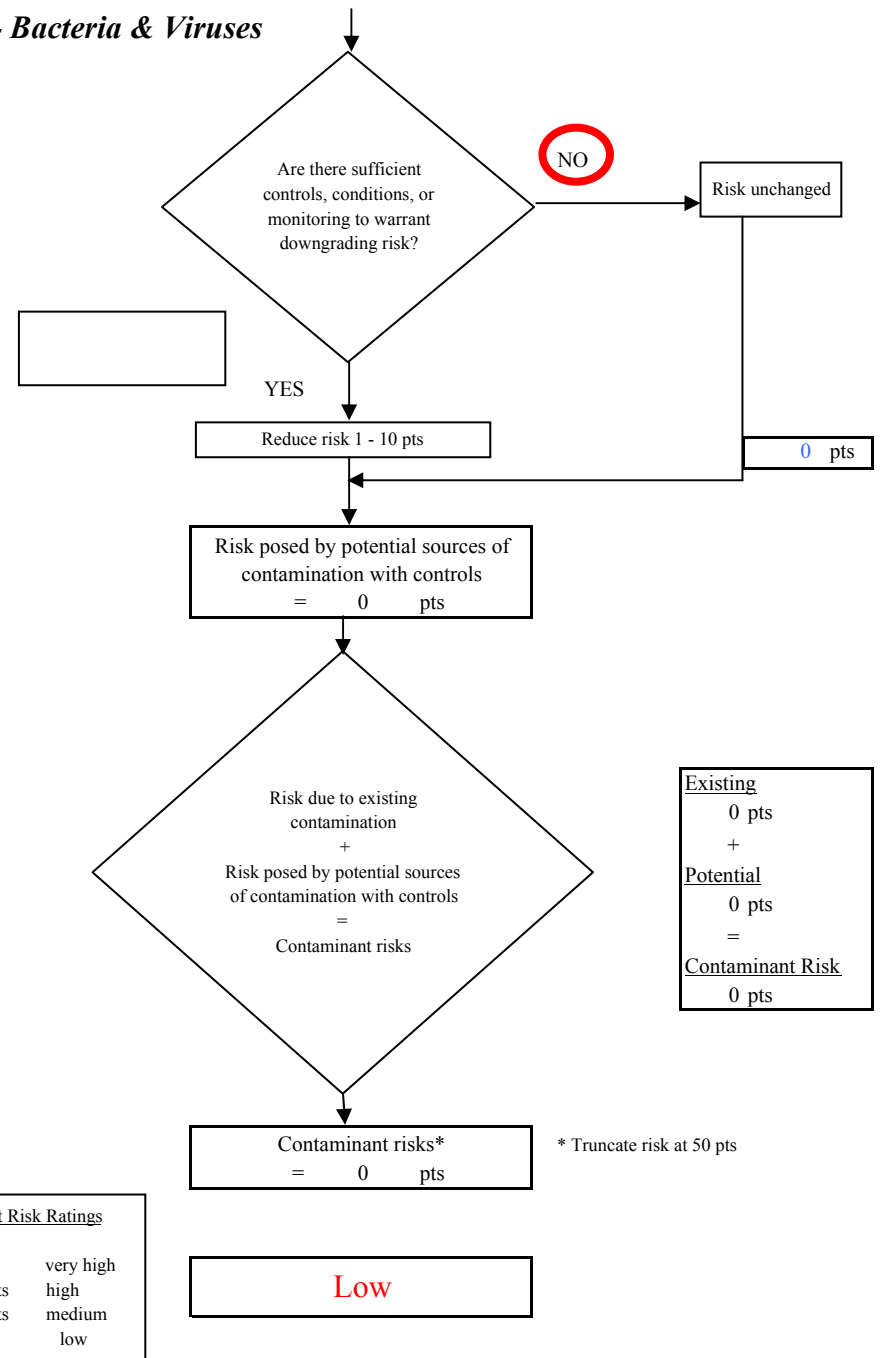 - Bacteria & Viruses
Are there sufficient
controls, conditions, or
monitoring to warrant
downgrading risk?
NO
Risk unchanged
YES
Reduce risk 1 - 10 pts
0 pts
Risk posed by potential sources of
contamination with controls
= 0 pts
Risk due to existing
contamination
+
Risk posed by potential sources
of contamination with controls
=
Contaminant risks
Existing
0 pts
+
Potential
0 pts
=
Contaminant Risk
0 pts
Contaminant risks*
= 0 pts
* Truncate risk at 50 pts
Risk Ratings
very high
high
medium
low
Low